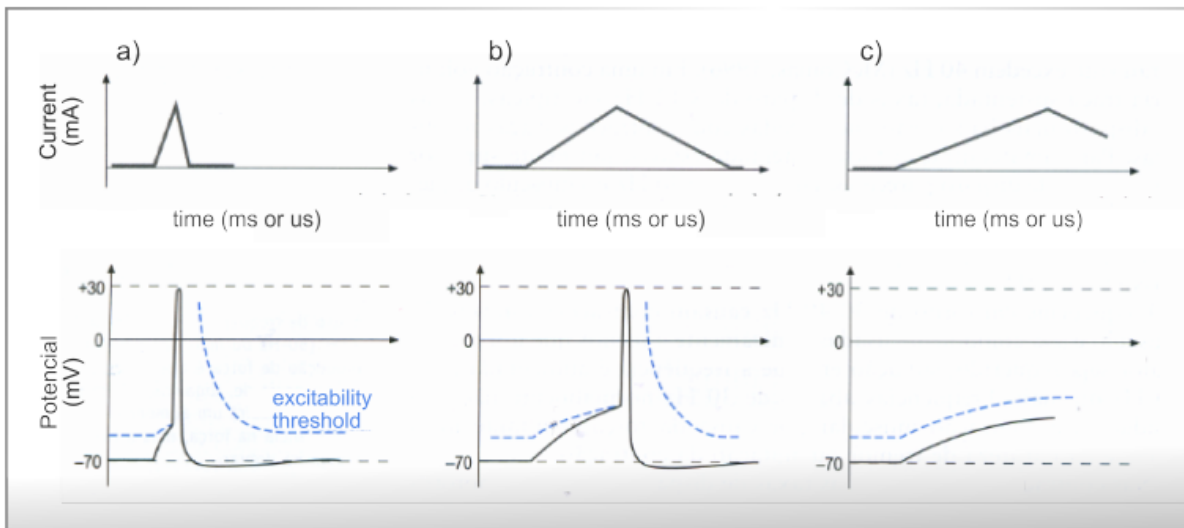 a)
b)
c)
Current
(mA)
time (ms or us)
time (ms or us)
time (ms or us)
Potencial
(mV)
+30
0
−70
excitability
threshold
+30
0
−70
+30
0
−70